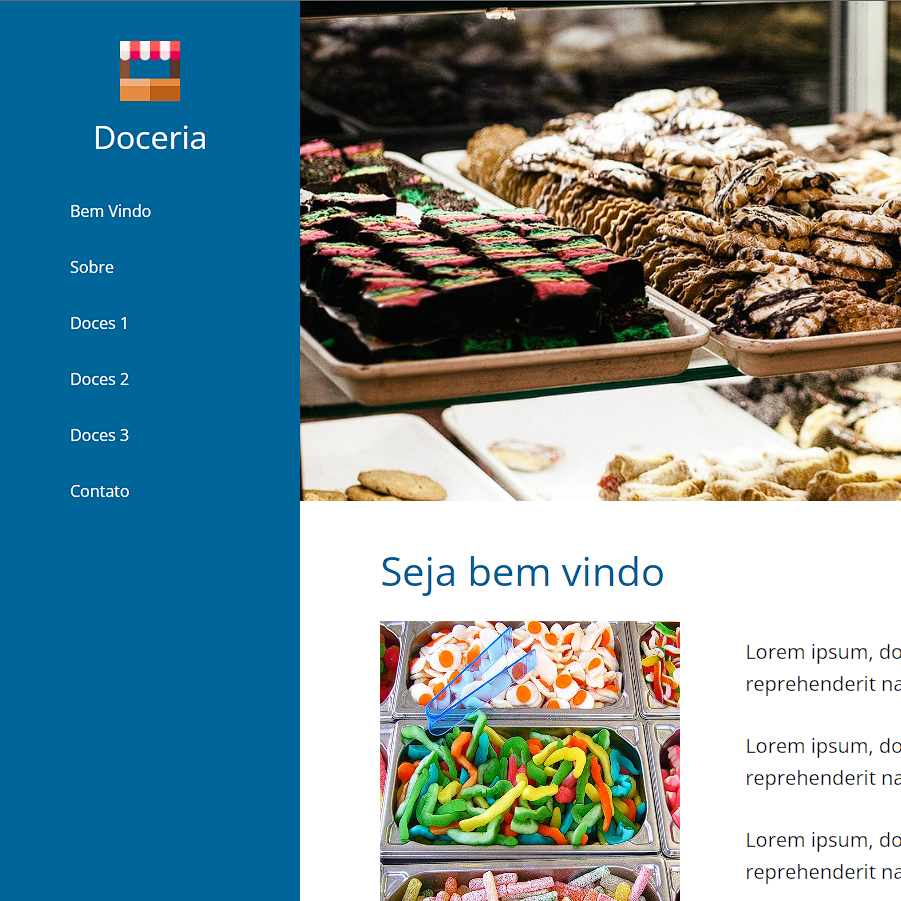 Doceria
Bem Vindo
Sobre
Doces 1
Doces 2
Doces 3
Contato
Seja bem vindo
Lorem ipsum, do
reprehenderit na
Lorem ipsum, do
reprehenderit na
Lorem ipsum, do
reprehenderit na